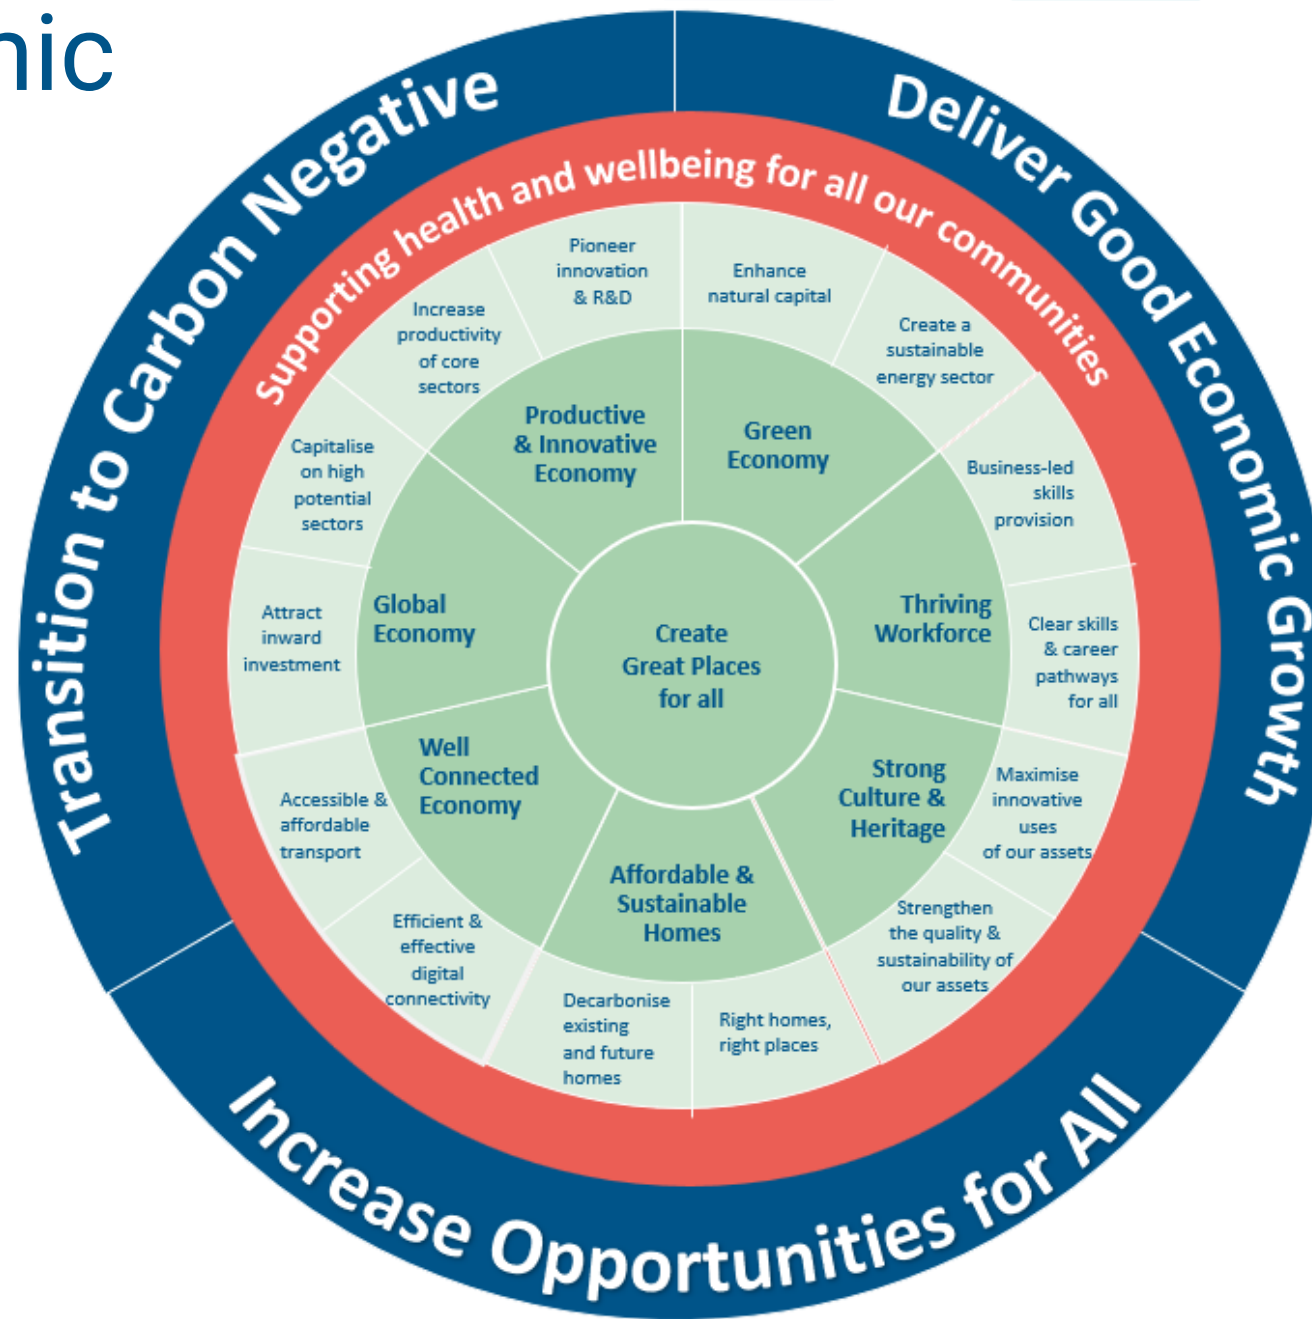 nic
Transition to Carbon Negative
Deliver Good Economic Growth
Increase Opportunities for All
Supporting health and wellbeing for all our communities
Pioneer
innovation
& R&D
Enhance
natural capital
Create a
sustainable
energy sector
Business-led
skills
provision
Clear skills
& career
pathways
for all
Maximise
innovative
uses
of our assets
Strengthen
the quality &
sustainability of
our assets
Right homes,
right places
Decarbonise
existing
and future
homes
Efficient &
effective
digital
connectivity
Accessible &
affordable
transport
Attract
inward
investment
Capitalise
on high
potential
sectors
Increase
productivity
of core
sectors
Productive
& Innovative
Economy
Green
Economy
Thriving
Workforce
Strong
Culture &
Heritage
Affordable &
Sustainable
Homes
Well
Connected
Economy
Global
Economy
Create
Great Places
for all